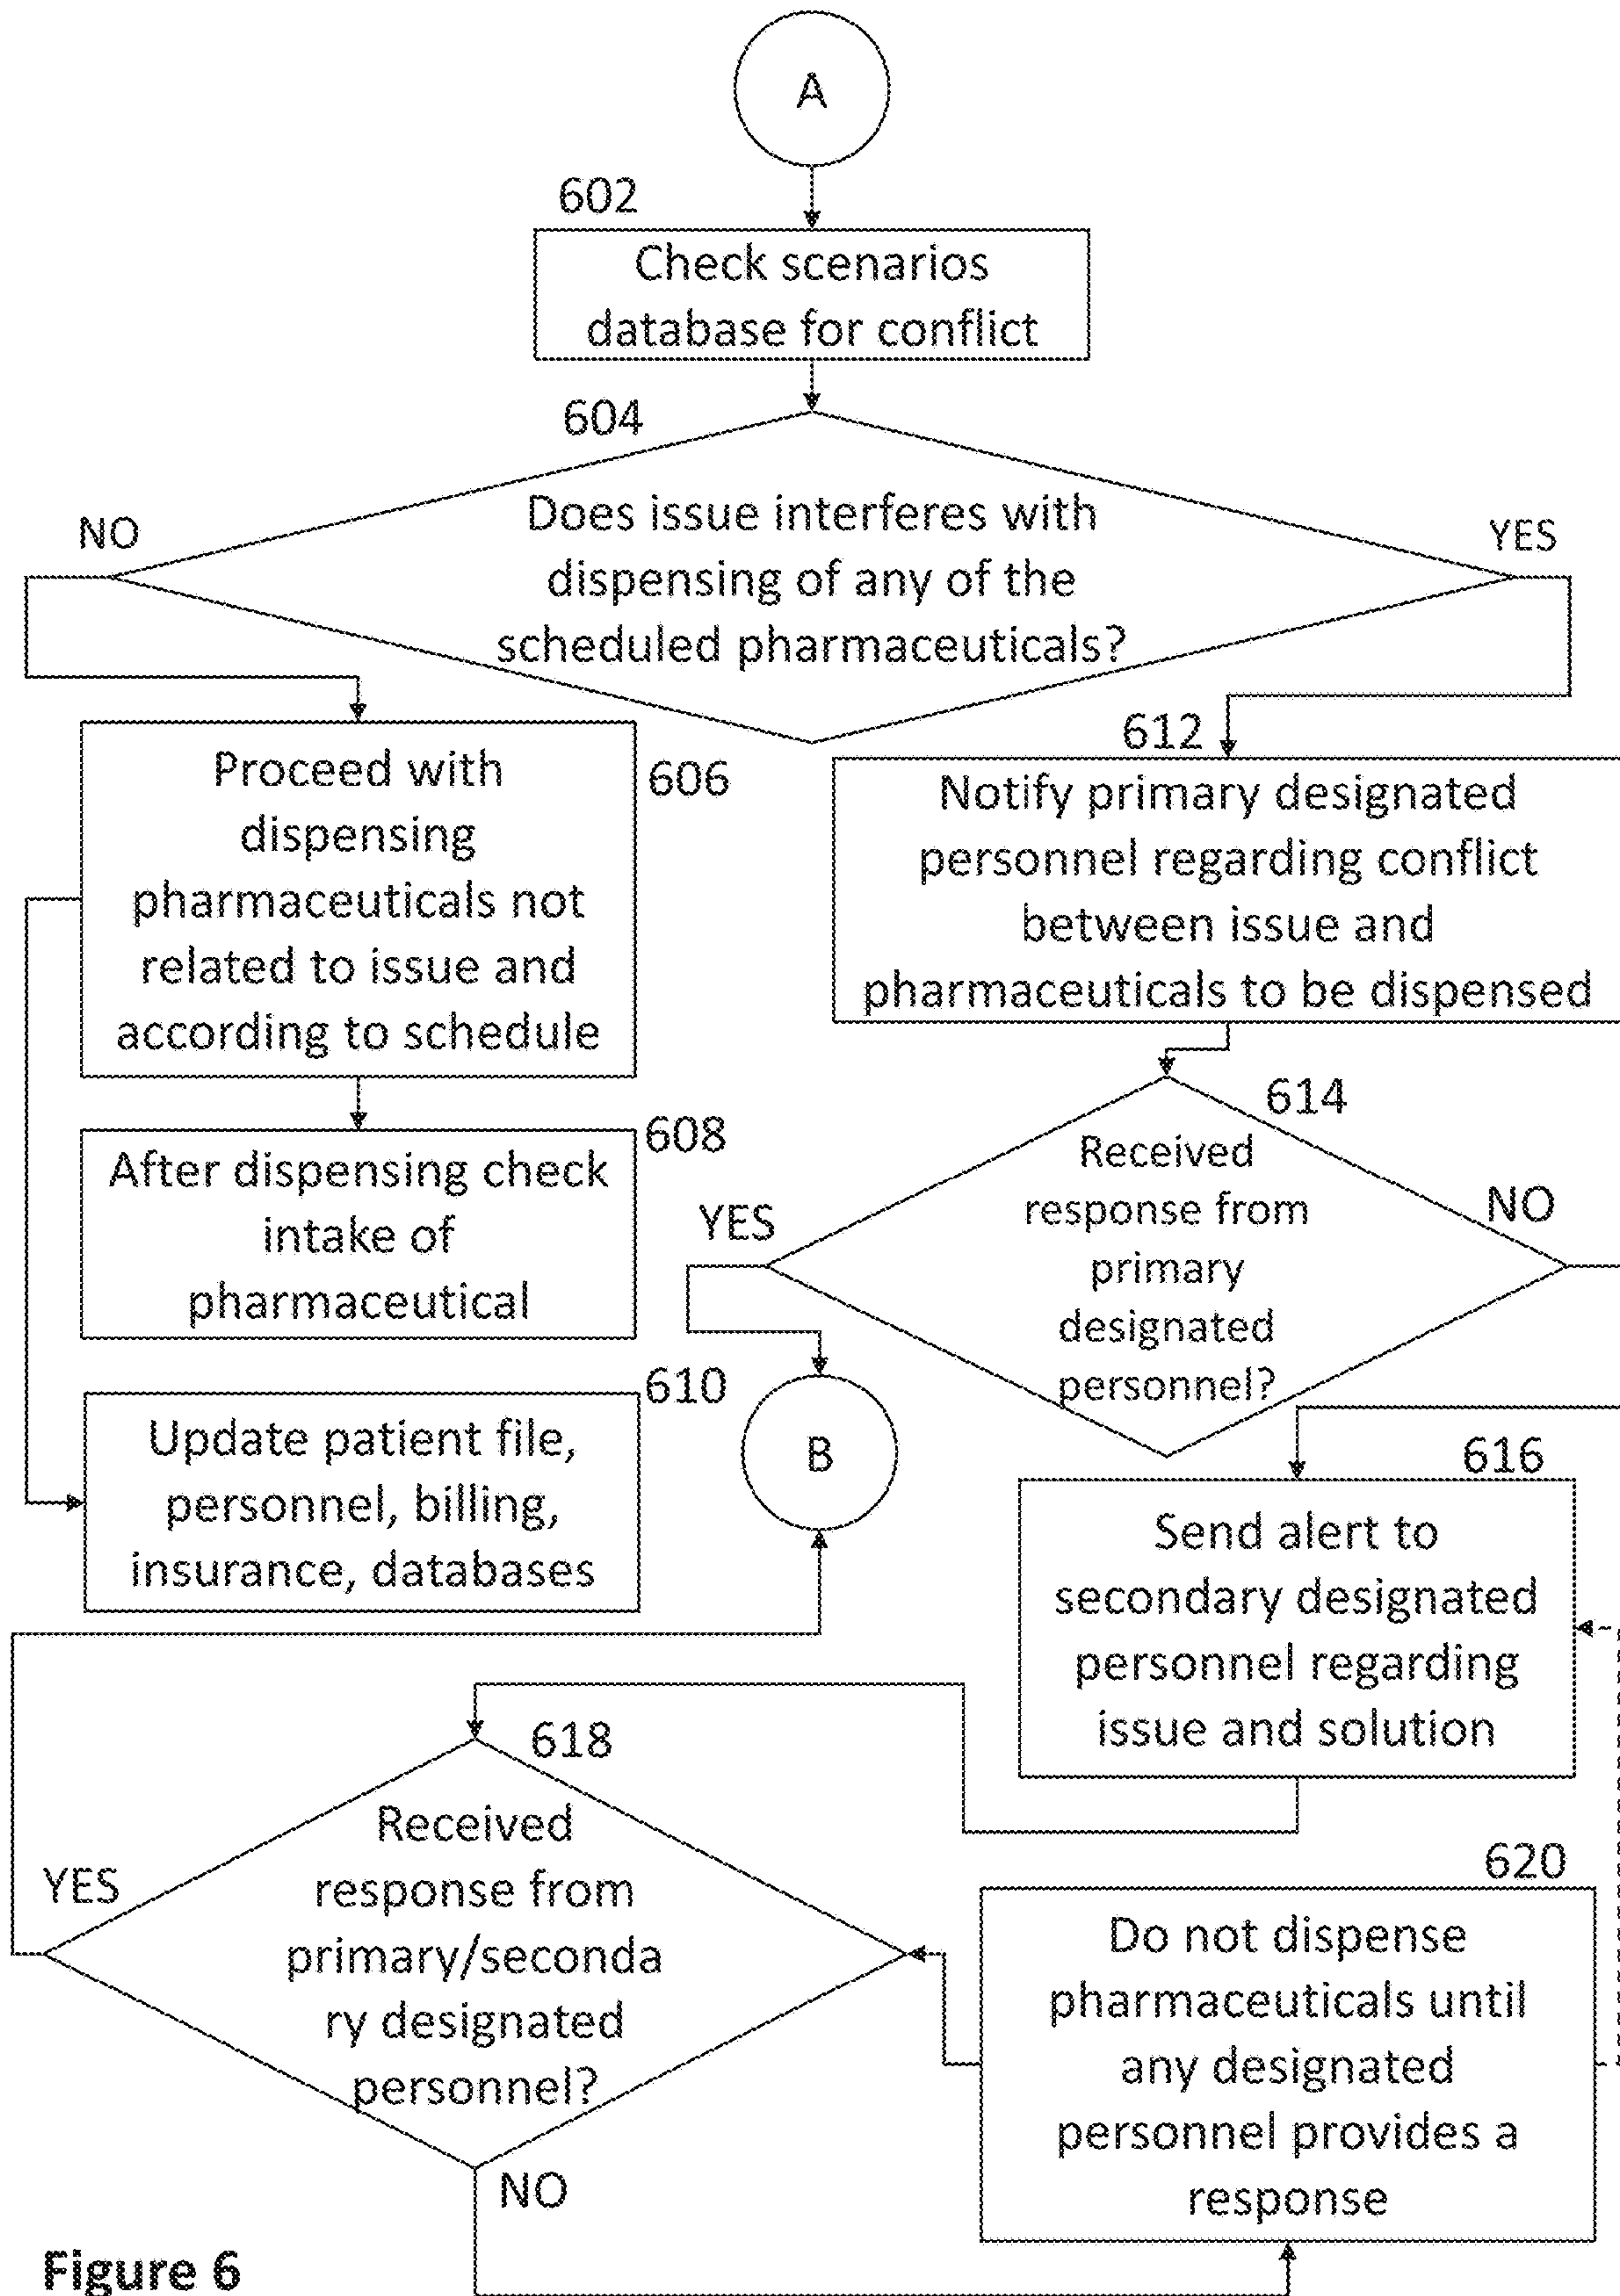 A
602
Check scenarios
database for conflict
604
Does issue interferes with
dispensing of any of the
scheduled pharmaceuticals?
NO
YES
Proceed with
dispensing
pharmaceuticals not
related to issue and
according to schedule
606
612
Notify primary designated
personnel regarding conflict
between issue and
pharmaceuticals to be dispensed
After dispensing check
intake of
pharmaceutical
608
614
Received
response from
primary
designated
personnel?
YES
NO
610
Update patient file,
personnel, billing,
insurance, databases
B
616
Send alert to
secondary designated
personnel regarding
issue and solution
618
Received
response from
primary/seconda
ry designated
personnel?
YES
NO
620
Do not dispense
pharmaceuticals until
any designated
personnel provides a
response
Figure 6